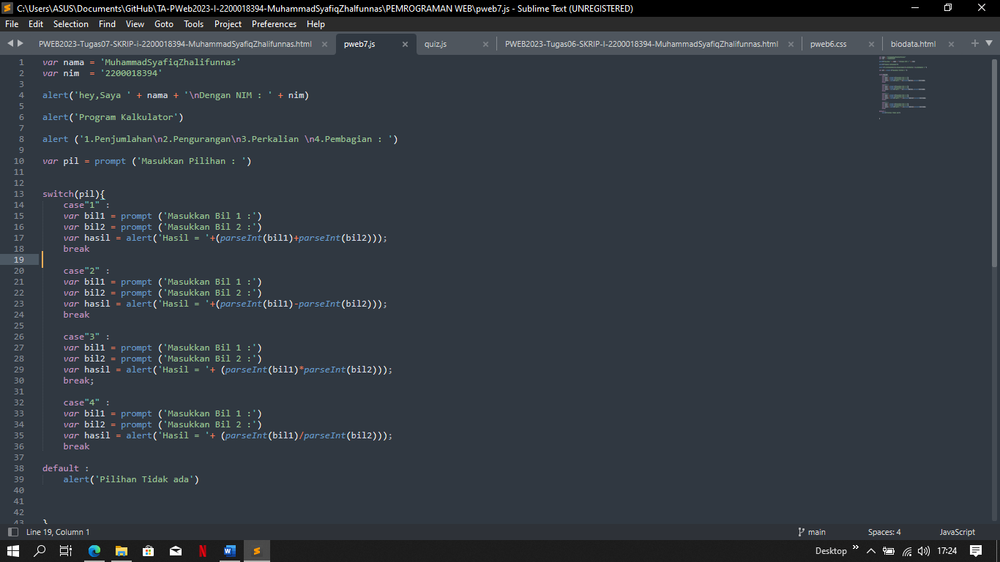 C:\Users\ASUS\Documents\GitHub\TA-PWeb2023-I-2200018394-MuhammadSyafiqZhalfunnas\PEMROGRAMAN WEB\pweb7.js - Sublime Text (UNREGISTERED)
File Edit Selection Find View Goto Tools Project Preferences Help
PWEB2023-Tugas07-SKRIP-i-2200018394-MuhammadSyafiqZhalifunnas.html pweb7.js quiz.js PWEB2023-Tugas06-SKRIP-I-2200018394-MuhammadSyafiqZhalifunnas.html pweb6.css biodata.html
1 var nama = 'MuhammadSyafiqZhalifunnas'
2 var nim  = '2200018394'
3
4 alert('hey,Saya ' + nama + '\nDengan NIM : ' + nim)
5
6 alert('Program Kalkulator')
7
8 alert ('1.Penjumlahan\n2.Pengurangan\n3.Perkalian \n4.Pembagian : ')
9
10 var pil = prompt ('Masukkan Pilihan : ')
11
12
13 switch(pil){
14     case"1" :
15     var bil1 = prompt ('Masukkan Bil 1 :')
16     var bil2 = prompt ('Masukkan Bil 2 :')
17     var hasil = alert('Hasil = '+(parseInt(bil1)+parseInt(bil2)));
18     break
19
20     case"2" :
21     var bil1 = prompt ('Masukkan Bil 1 :')
22     var bil2 = prompt ('Masukkan Bil 2 :')
23     var hasil = alert('Hasil = '+(parseInt(bil1)-parseInt(bil2)));
24     break
25
26     case"3" :
27     var bil1 = prompt ('Masukkan Bil 1 :')
28     var bil2 = prompt ('Masukkan Bil 2 :')
29     var hasil = alert('Hasil = '+ (parseInt(bil1)*parseInt(bil2)));
30     break;
31
32     case"4" :
33     var bil1 = prompt ('Masukkan Bil 1 :')
34     var bil2 = prompt ('Masukkan Bil 2 :')
35     var hasil = alert('Hasil = '+ (parseInt(bil1)/parseInt(bil2)));
36     break
37
38 default :
39     alert('Pilihan Tidak ada')
40
41
42
43 }
Line 19, Column 1 main Spaces: 4 JavaScript
Desktop 17:24